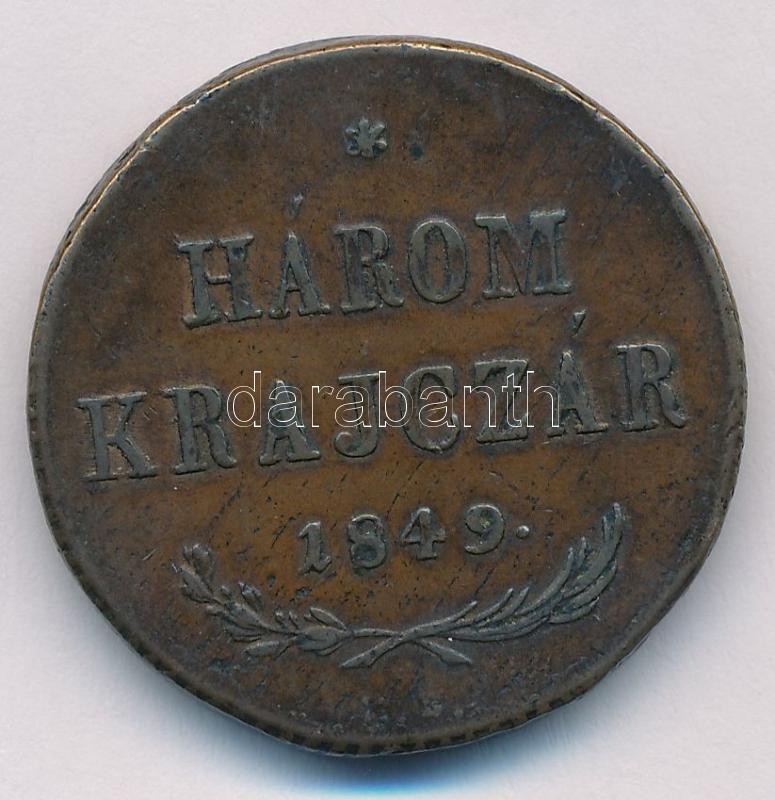 *
HÁROM
KRAJCZÁR
darabanth
1849.